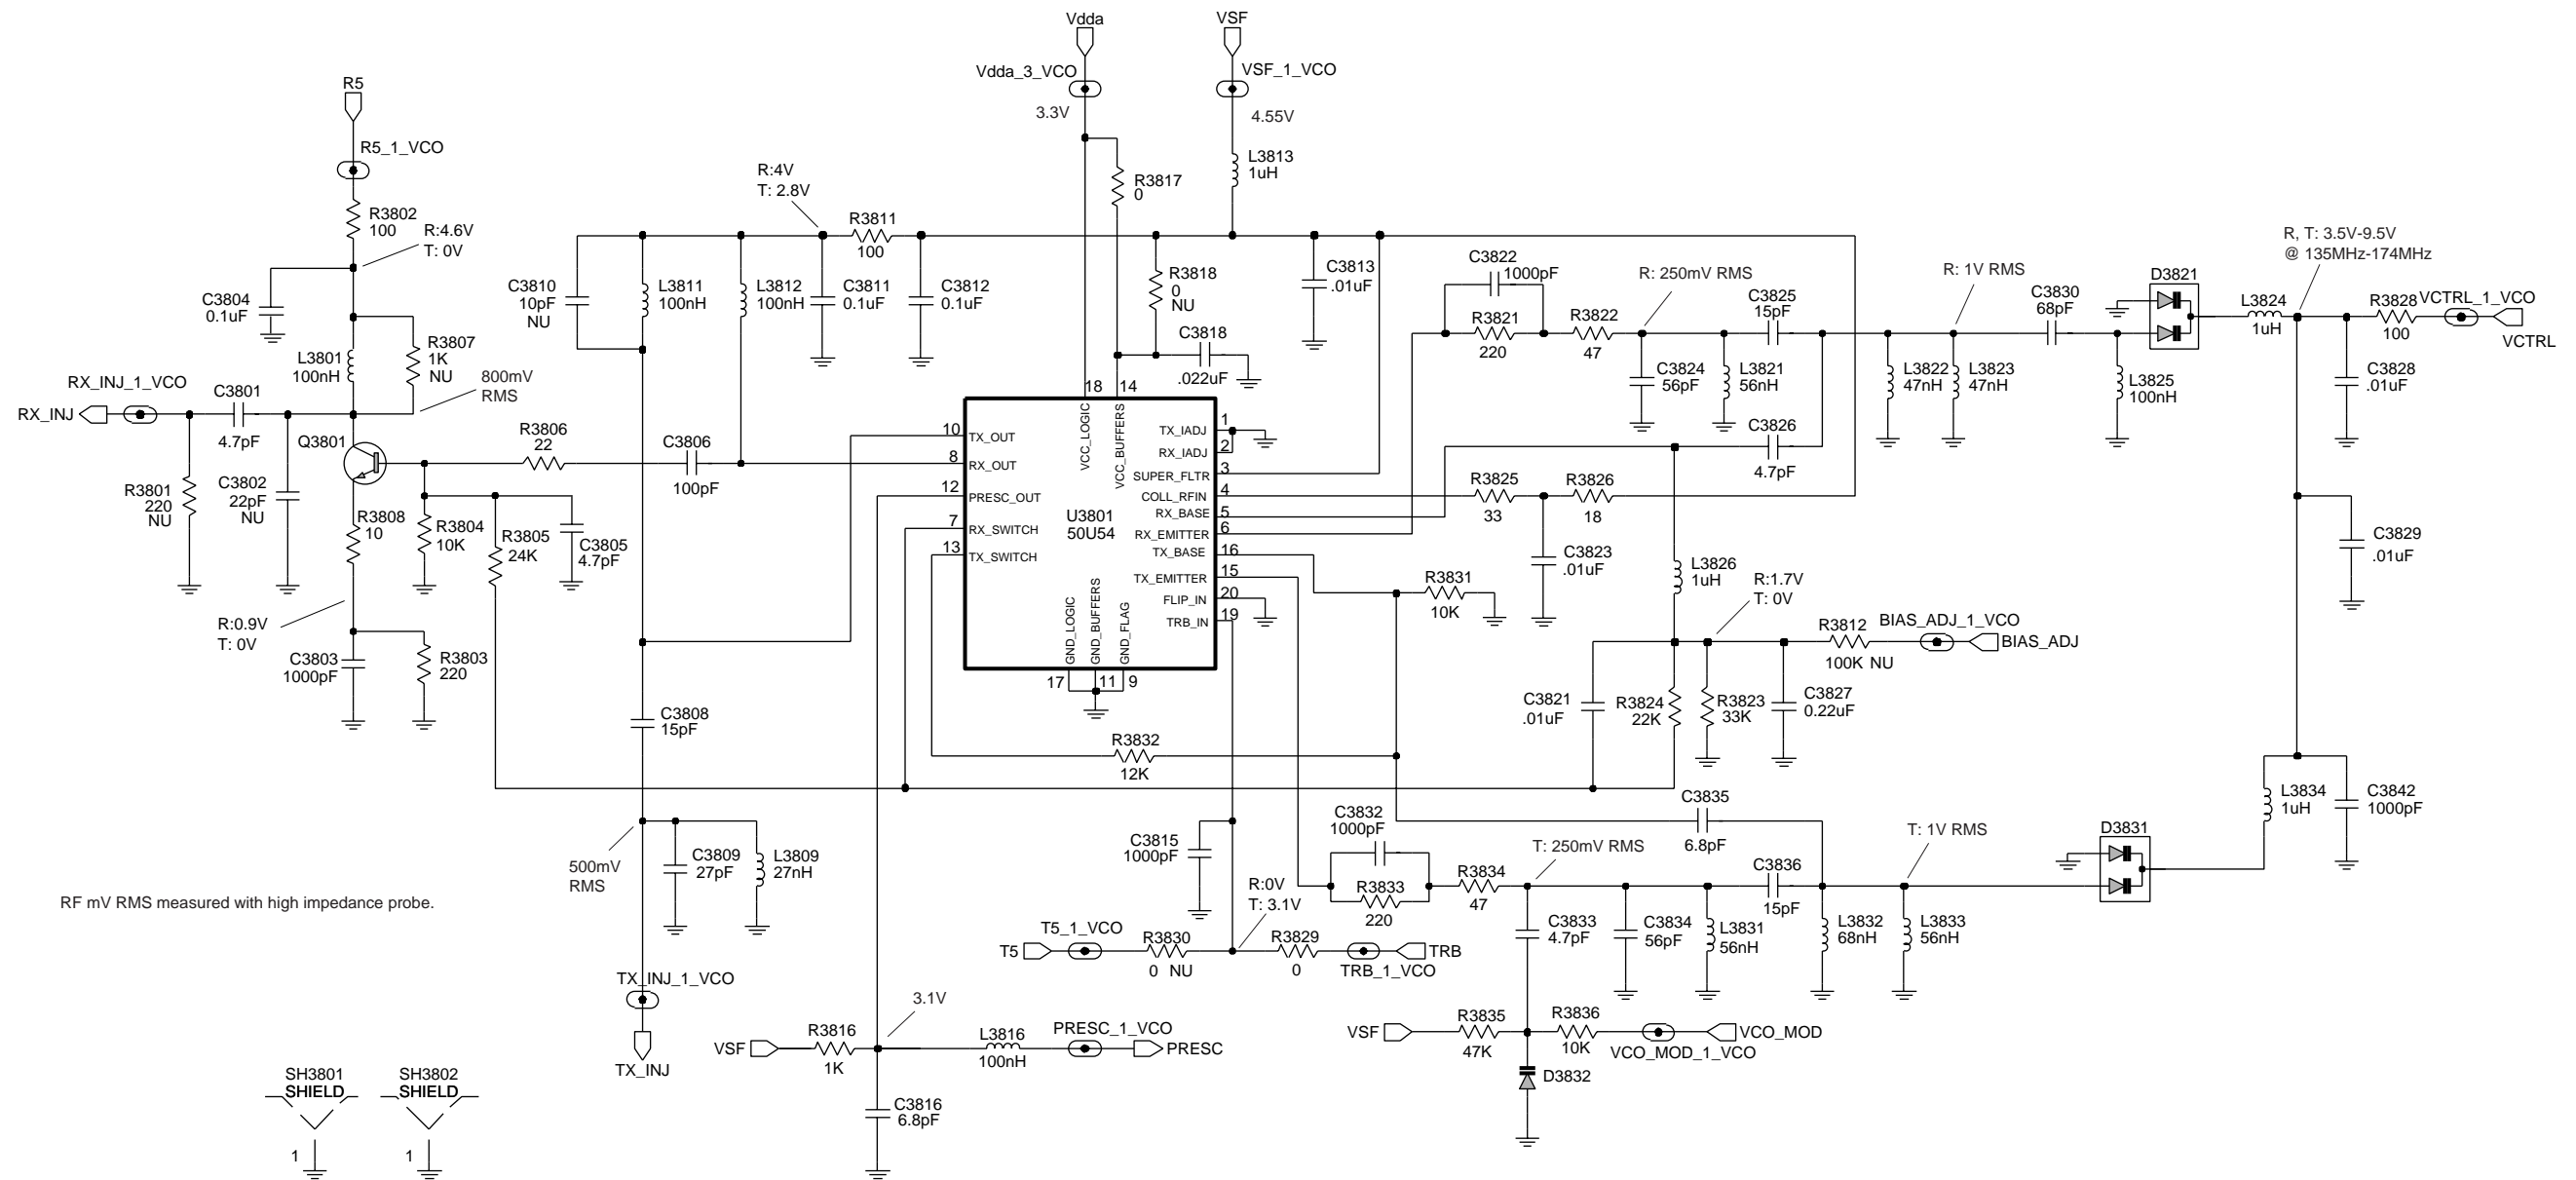 Vdda
VSF
Vdda_3_VCO
VSF_1_VCO
3.3V
4.55V
R5
R5_1_VCO
R3802
100
R:4.6V
T: 0V
C3804
0.1uF
L3801
100nH
R3807
1K
NU
800mV
RMS
RX_INJ_1_VCO
RX_INJ
C3801
4.7pF
Q3801
R3801
220
NU
C3802
22pF
NU
R3808
10
R3804
10K
R3805
24K
C3805
4.7pF
R3806
22
C3806
100pF
R:0.9V
T: 0V
C3803
1000pF
R3803
220
R:4V
T: 2.8V
R3811
100
C3810
10pF
NU
L3811
100nH
L3812
100nH
C3811
0.1uF
C3812
0.1uF
R3817
0
L3813
1uH
R3818
0
NU
C3818
.022uF
C3813
.01uF
18
14
VCC_LOGIC
VCC_BUFFERS
10
TX_OUT
8
RX_OUT
12
PRESC_OUT
7
RX_SWITCH
13
TX_SWITCH
U3801
50U54
TX_IADJ
1
RX_IADJ
2
SUPER_FLTR
3
COLL_RFIN
4
RX_BASE
5
RX_EMITTER
6
TX_BASE
16
TX_EMITTER
15
FLIP_IN
20
TRB_IN
19
GND_LOGIC
GND_BUFFERS
GND_FLAG
17
11
9
C3822
1000pF
R3821
220
R3822
47
R: 250mV RMS
C3824
56pF
L3821
56nH
C3825
15pF
R: 1V RMS
L3822
47nH
L3823
47nH
C3830
68pF
D3821
L3825
100nH
L3824
1uH
R, T: 3.5V-9.5V
@ 135MHz-174MHz
R3828
100
VCTRL_1_VCO
VCTRL
C3828
.01uF
C3826
4.7pF
R3825
33
R3826
18
C3823
.01uF
L3826
1uH
R:1.7V
T: 0V
R3831
10K
R3812
100K NU
BIAS_ADJ_1_VCO
BIAS_ADJ
C3821
.01uF
R3824
22K
R3823
33K
C3827
0.22uF
C3829
.01uF
C3808
15pF
R3832
12K
C3835
6.8pF
L3834
1uH
C3842
1000pF
D3831
500mV
RMS
C3809
27pF
L3809
27nH
C3815
1000pF
C3832
1000pF
R3833
220
R3834
47
T: 250mV RMS
C3836
15pF
T: 1V RMS
R:0V
T: 3.1V
C3833
4.7pF
C3834
56pF
L3831
56nH
L3832
68nH
L3833
56nH
RF mV RMS measured with high impedance probe.
T5
T5_1_VCO
R3830
0 NU
R3829
0
TRB
TRB_1_VCO
TX_INJ_1_VCO
TX_INJ
3.1V
VSF
R3816
1K
L3816
100nH
PRESC_1_VCO
PRESC
C3816
6.8pF
VSF
R3835
47K
R3836
10K
VCO_MOD
VCO_MOD_1_VCO
D3832
SH3801
SHIELD
1
SH3802
SHIELD
1